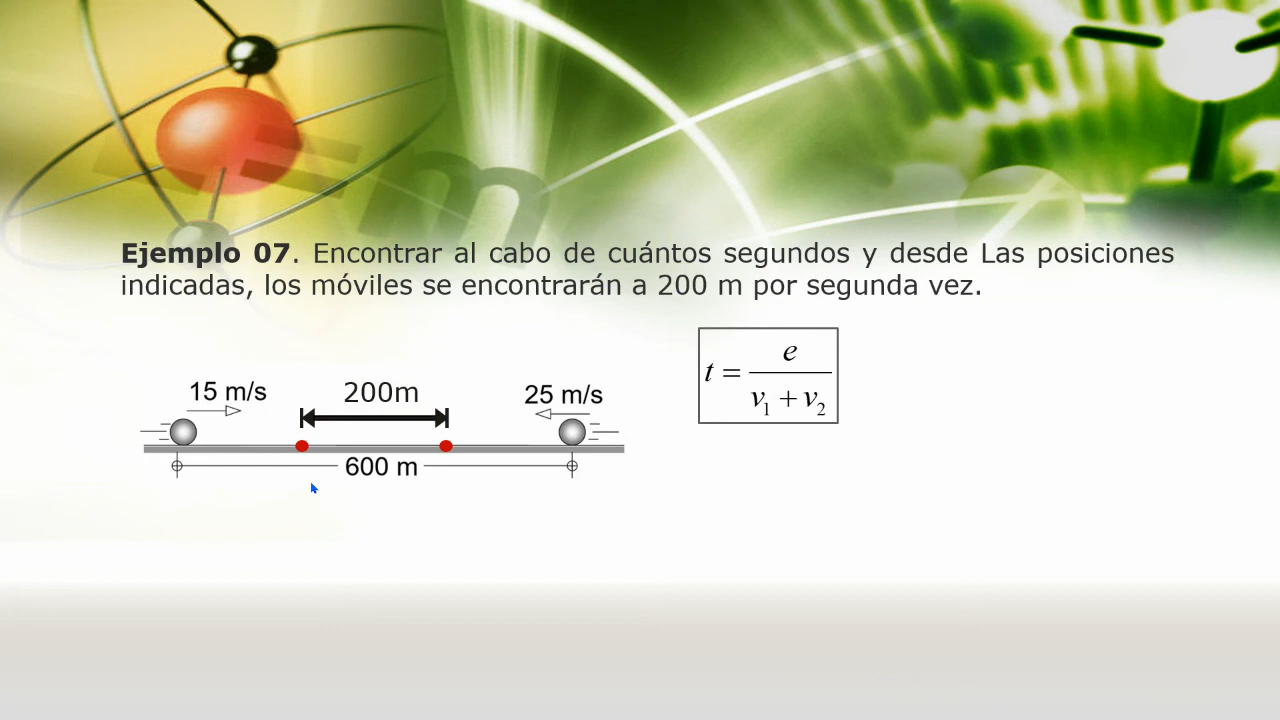 Ejemplo 07. Encontrar al cabo de cuántos segundos y desde Las posiciones
indicadas, los móviles se encontrarán a 200 m por segunda vez.
t = e / (v₁ + v₂)
15 m/s
200m
25 m/s
600 m
= m